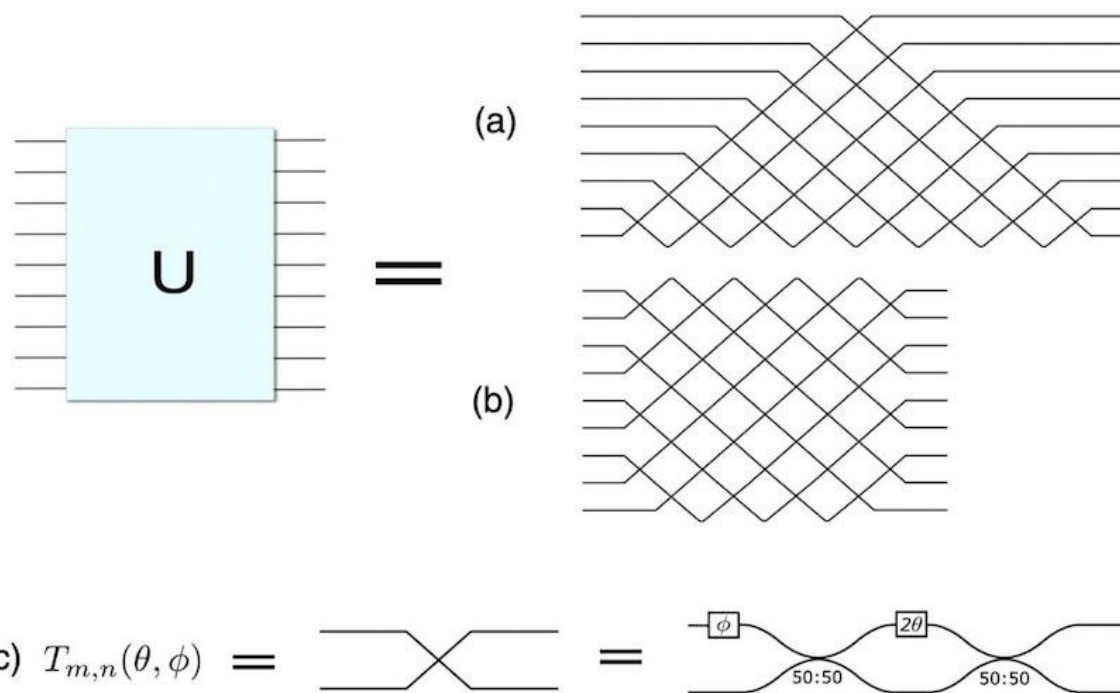 (a)
U
=
(b)
c) T_{m,n}(θ, ϕ) = =
ϕ
2θ
50:50
50:50